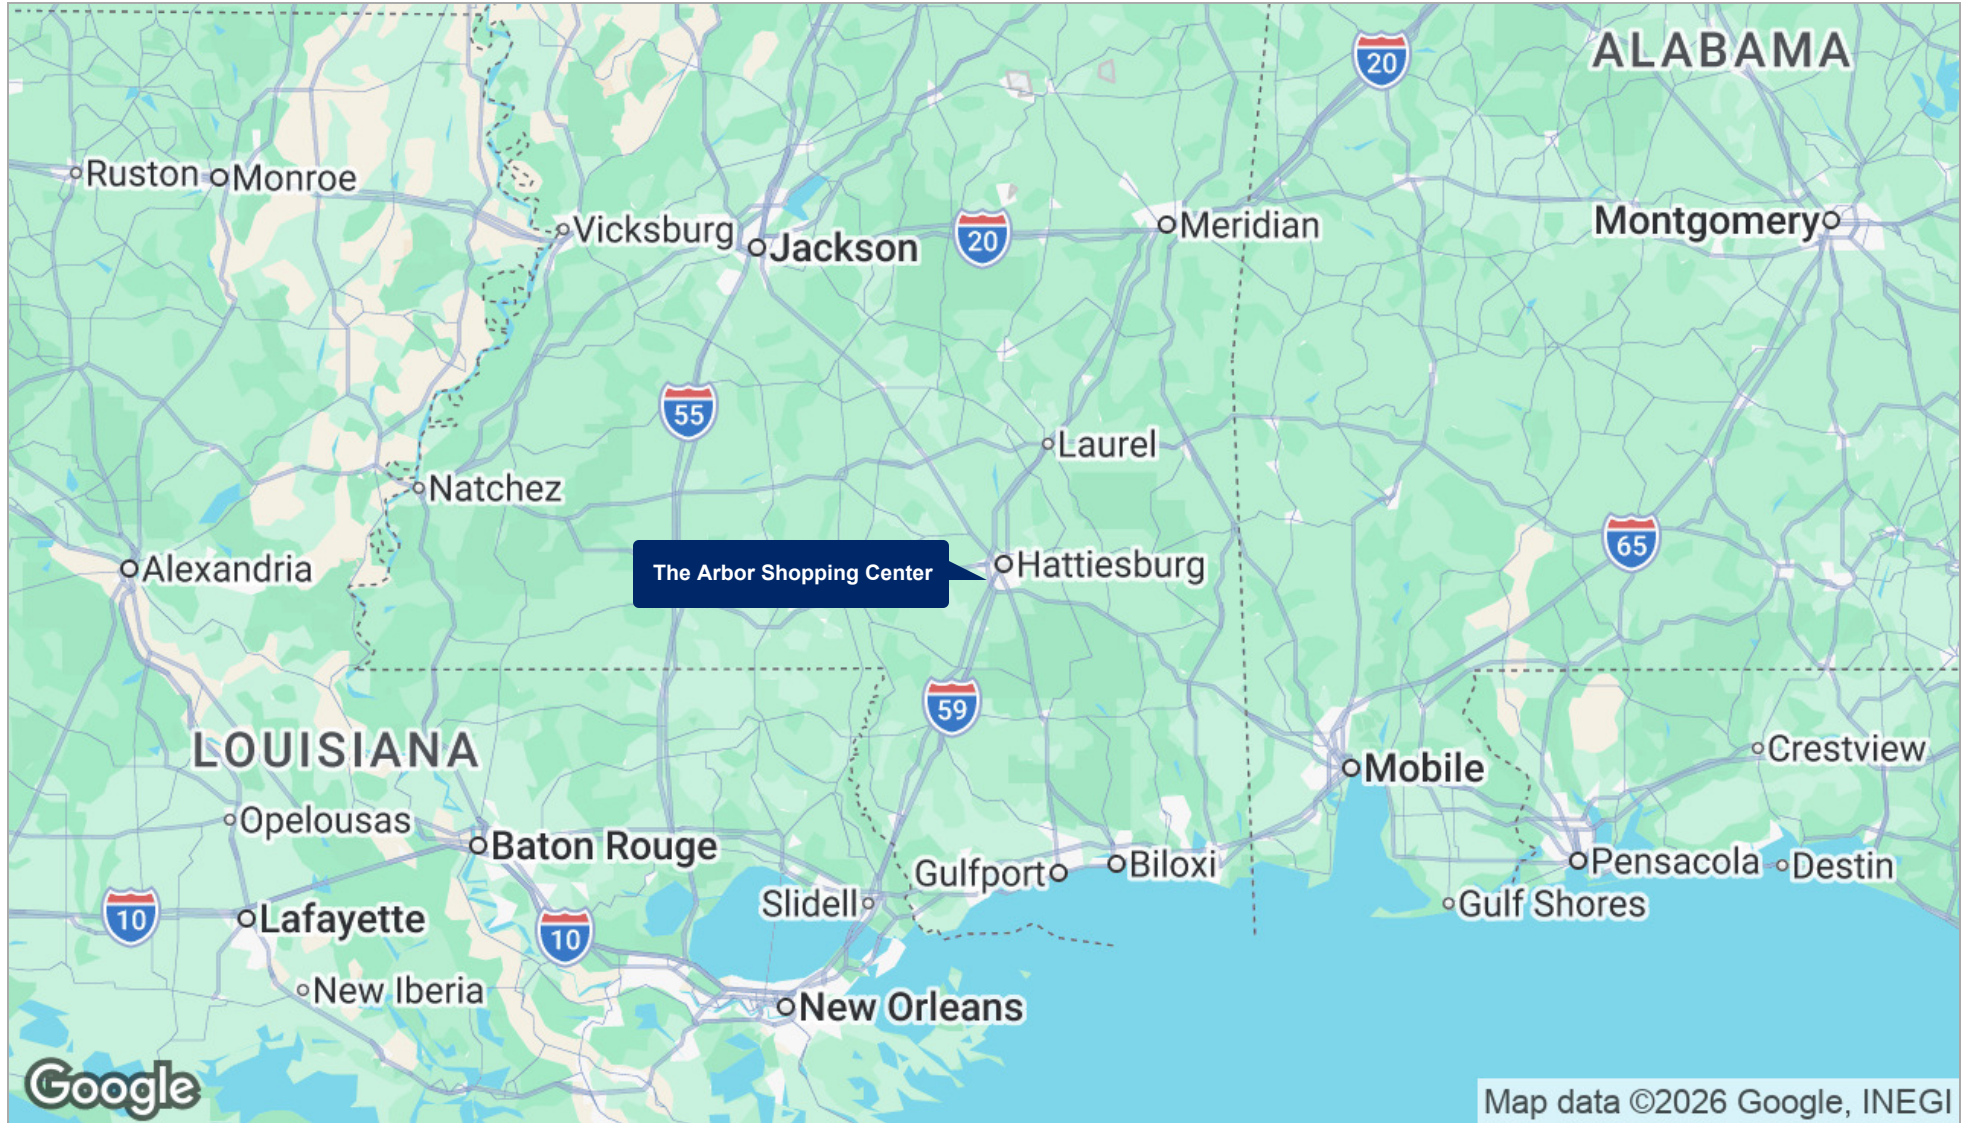 ALABAMA
20
Ruston
Monroe
Vicksburg
Jackson
20
Meridian
Montgomery
55
Laurel
Natchez
65
Alexandria
The Arbor Shopping Center
Hattiesburg
59
LOUISIANA
Crestview
Mobile
Opelousas
Baton Rouge
Gulfport
Biloxi
Pensacola
Destin
Slidell
Gulf Shores
10
Lafayette
10
New Iberia
New Orleans
Google
Map data ©2026 Google, INEGI